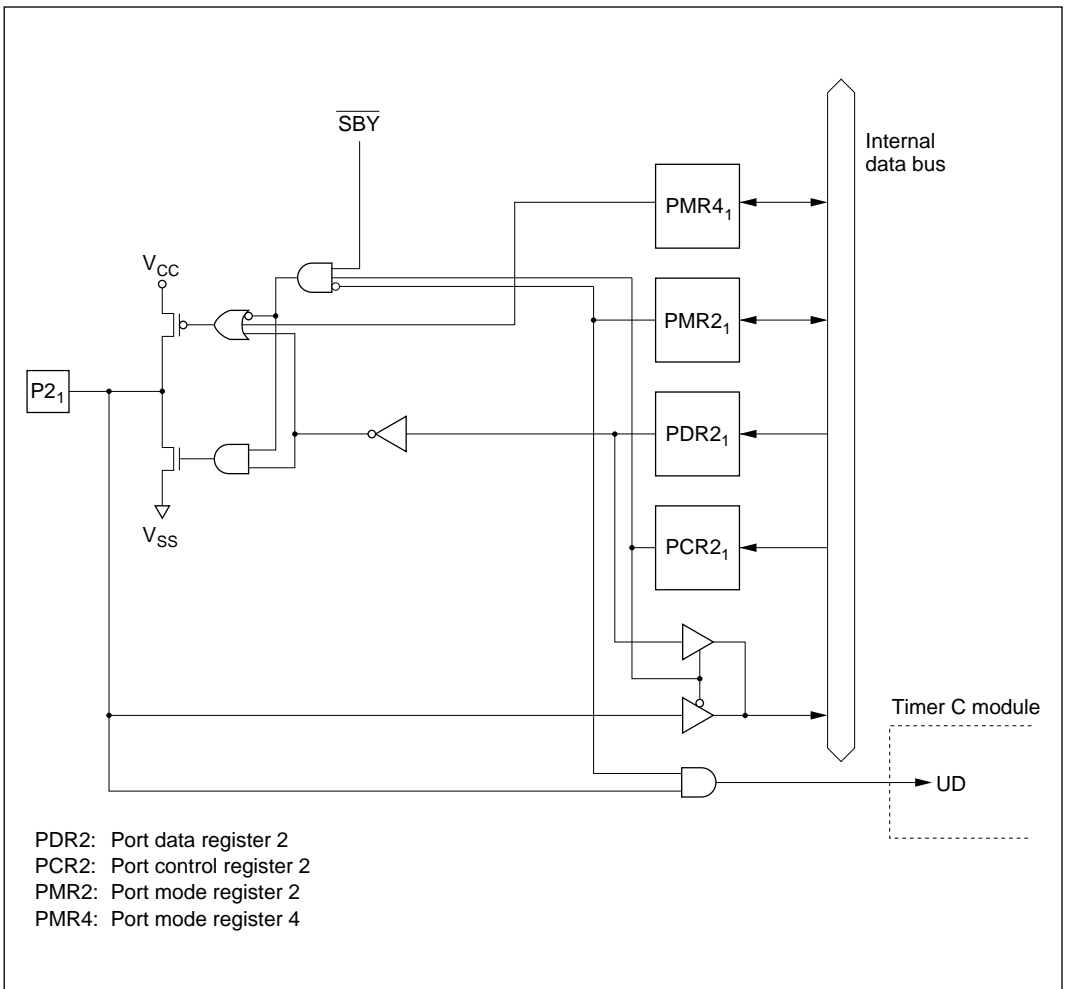 SBY
Internal
data bus
PMR4₁
V_CC
PMR2₁
P2₁
PDR2₁
V_SS
PCR2₁
Timer C module
UD
PDR2: Port data register 2
PCR2: Port control register 2
PMR2: Port mode register 2
PMR4: Port mode register 4